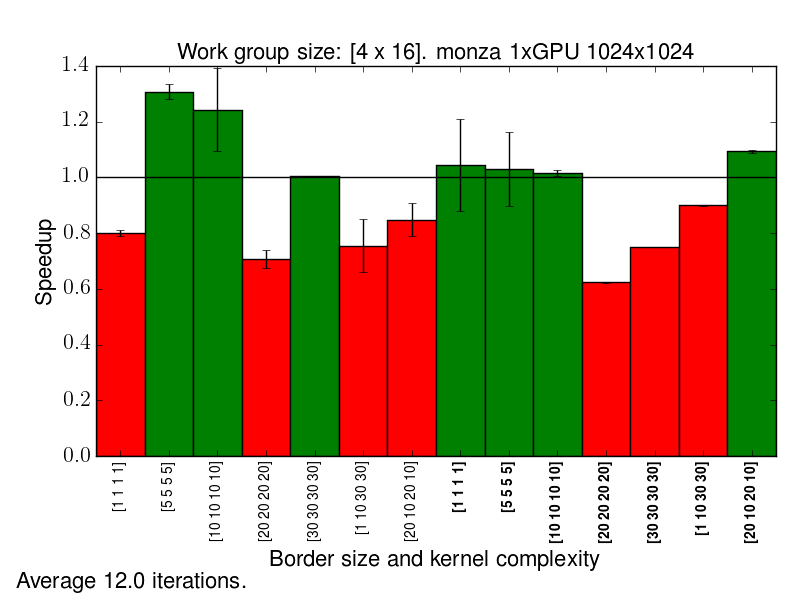 Work group size: [4 x 16]. monza 1xGPU 1024x1024
1.4
1.2
1.0
0.8
0.6
0.4
0.2
0.0
Speedup
[1 1 1 1]
[5 5 5 5]
[10 10 10 10]
[20 20 20 20]
[30 30 30 30]
[1 10 30 30]
[20 10 20 10]
[1 1 1 1]
[5 5 5 5]
[10 10 10 10]
[20 20 20 20]
[30 30 30 30]
[1 10 30 30]
[20 10 20 10]
Border size and kernel complexity
Average 12.0 iterations.